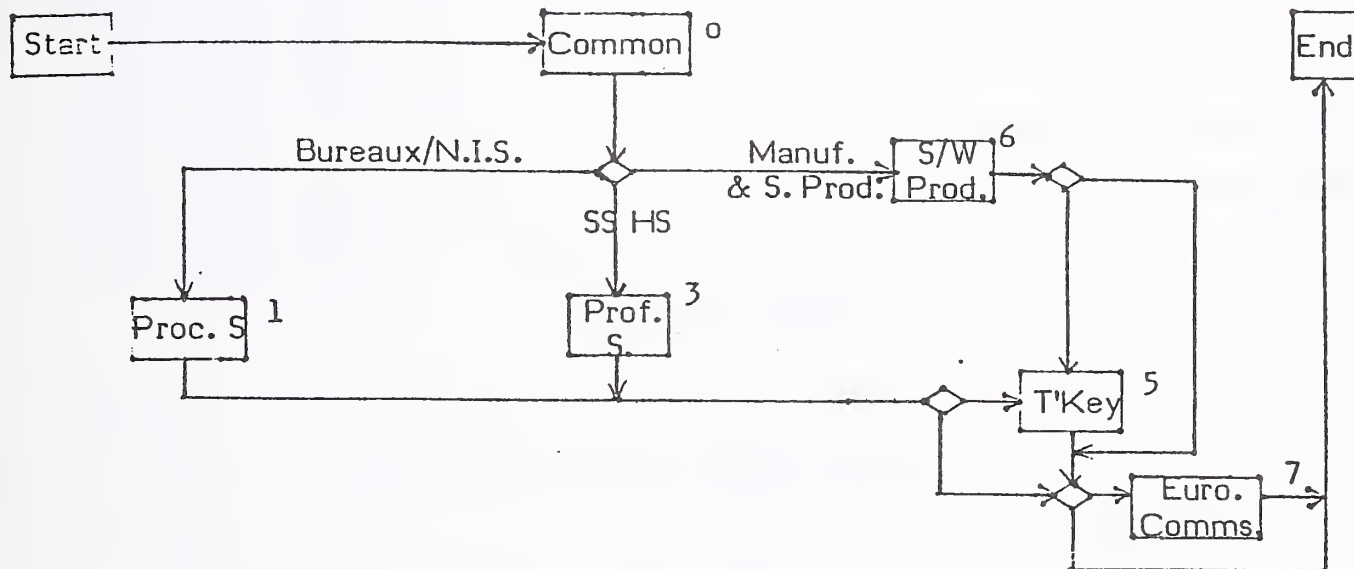 Start
Common
0
End
Bureaux/N.I.S.
Manuf.
& S. Prod.
S/W
Prod.
6
SS HS
Proc. S
1
Prof.
S.
3
T'Key
5
Euro.
Comms.
7